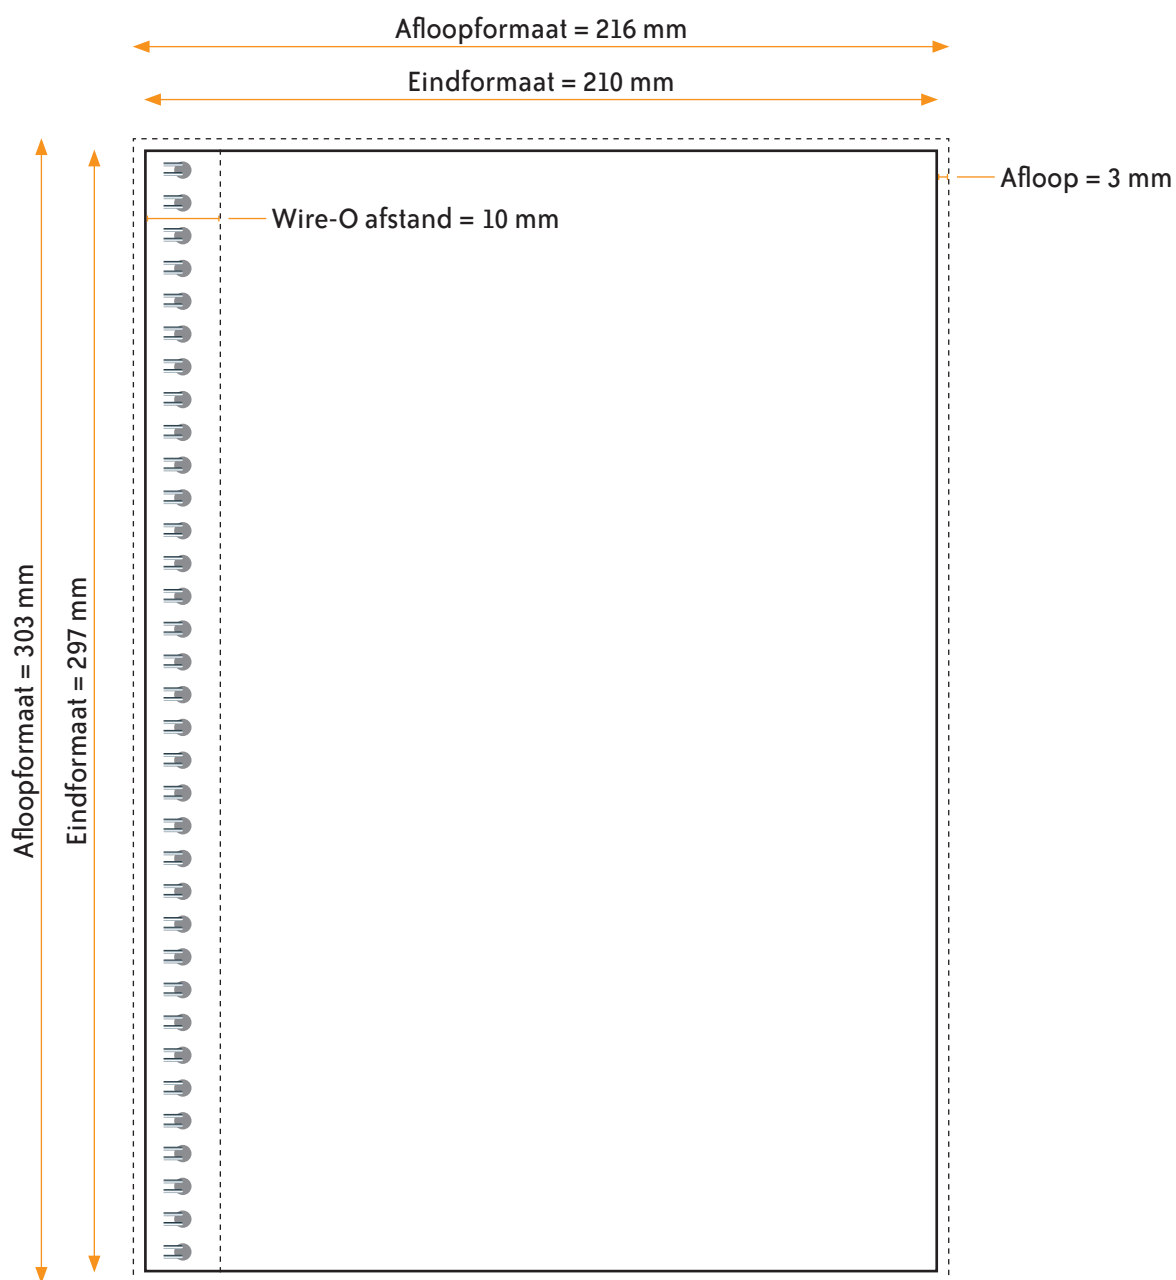 Afloopformaat = 216 mm
Eindformaat = 210 mm
Afloop = 3 mm
Wire-O afstand = 10 mm
Afloopformaat = 303 mm
Eindformaat = 297 mm